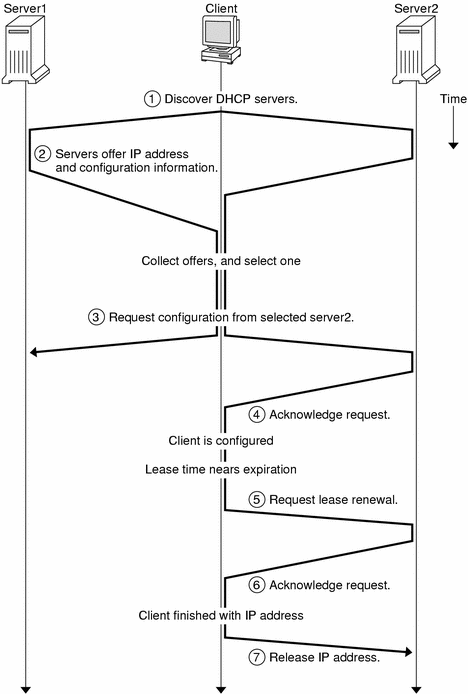 Server1
Client
Server2
① Discover DHCP servers.
Time
② Servers offer IP address
and configuration information.
Collect offers, and select one
③ Request configuration from selected server2.
④ Acknowledge request.
Client is configured
Lease time nears expiration
⑤ Request lease renewal.
⑥ Acknowledge request.
Client finished with IP address
⑦ Release IP address.